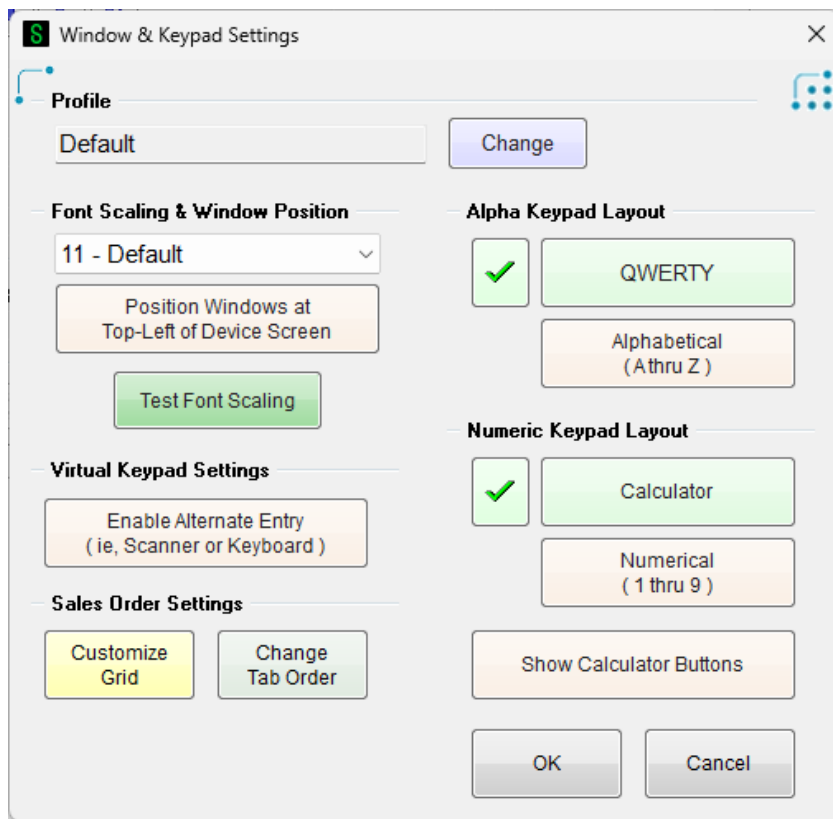 S Window & Keypad Settings
Profile
Default
Change
Font Scaling & Window Position
11 - Default
Position Windows at
Top-Left of Device Screen
Test Font Scaling
Virtual Keypad Settings
Enable Alternate Entry
( ie, Scanner or Keyboard )
Sales Order Settings
Customize
Grid
Change
Tab Order
Alpha Keypad Layout
QWERTY
Alphabetical
( A thru Z )
Numeric Keypad Layout
Calculator
Numerical
( 1 thru 9 )
Show Calculator Buttons
OK
Cancel